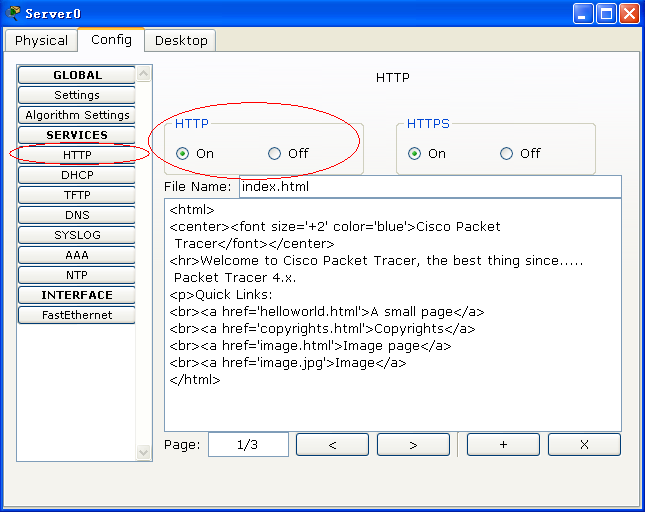 Server0
Physical Config Desktop
GLOBAL
Settings
Algorithm Settings
SERVICES
HTTP
DHCP
TFTP
DNS
SYSLOG
AAA
NTP
INTERFACE
FastEthernet
HTTP
HTTP
On Off
HTTPS
On Off
File Name: index.html
<html>
<center><font size='+2' color='blue'>Cisco Packet
Tracer</font></center>
<hr>Welcome to Cisco Packet Tracer, the best thing since.....
Packet Tracer 4.x.
<p>Quick Links:
<br><a href='helloworld.html'>A small page</a>
<br><a href='copyrights.html'>Copyrights</a>
<br><a href='image.html'>Image page</a>
<br><a href='image.jpg'>Image</a>
</html>
Page: 1/3 < > + X